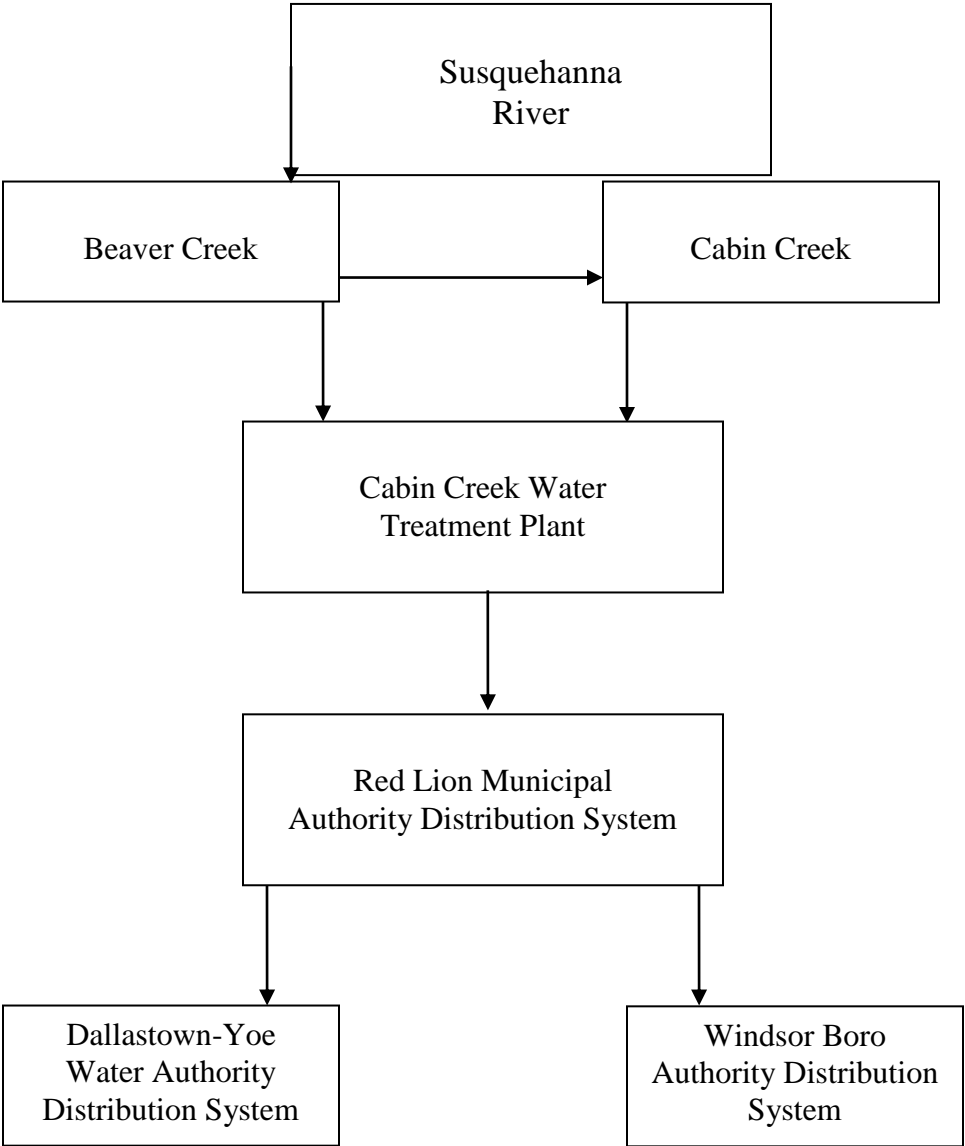 Susquehanna
River
Beaver Creek
Cabin Creek
Cabin Creek Water
Treatment Plant
Red Lion Municipal
Authority Distribution System
Dallastown-Yoe
Water Authority
Distribution System
Windsor Boro
Authority Distribution
System